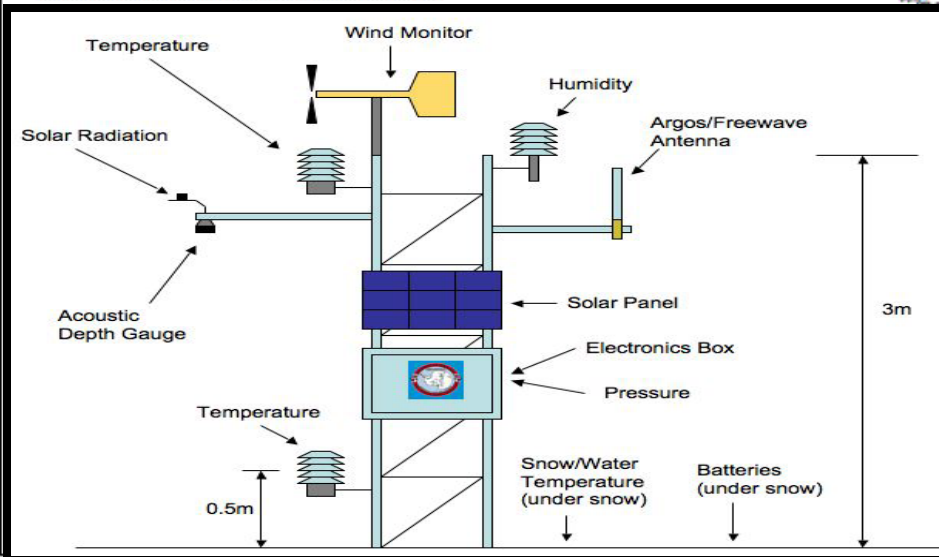 Wind Monitor
Temperature
Humidity
Argos/Freewave
Antenna
Solar Radiation
Acoustic
Depth Gauge
Solar Panel
3m
Electronics Box
Pressure
Temperature
0.5m
Snow/Water
Temperature
(under snow)
Batteries
(under snow)